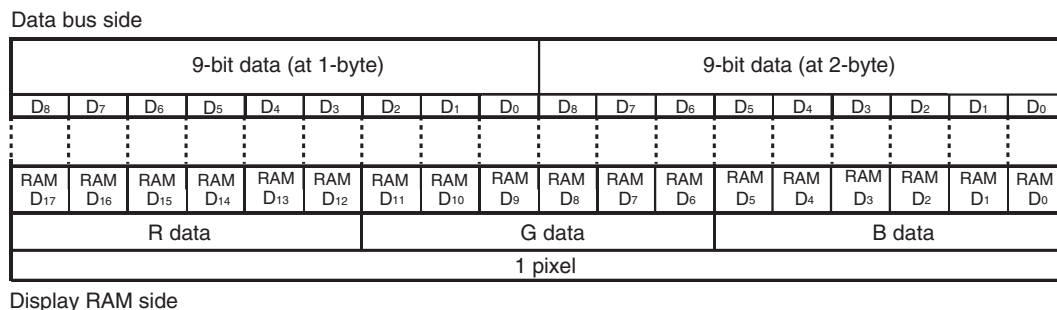 Data bus side
9-bit data (at 1-byte) 9-bit data (at 2-byte)
D8 D7 D6 D5 D4 D3 D2 D1 D0 D8 D7 D6 D5 D4 D3 D2 D1 D0
RAM RAM RAM RAM RAM RAM RAM RAM RAM RAM RAM RAM RAM RAM RAM RAM RAM RAM
D17 D16 D15 D14 D13 D12 D11 D10 D9 D8 D7 D6 D5 D4 D3 D2 D1 D0
R data G data B data
1 pixel
Display RAM side